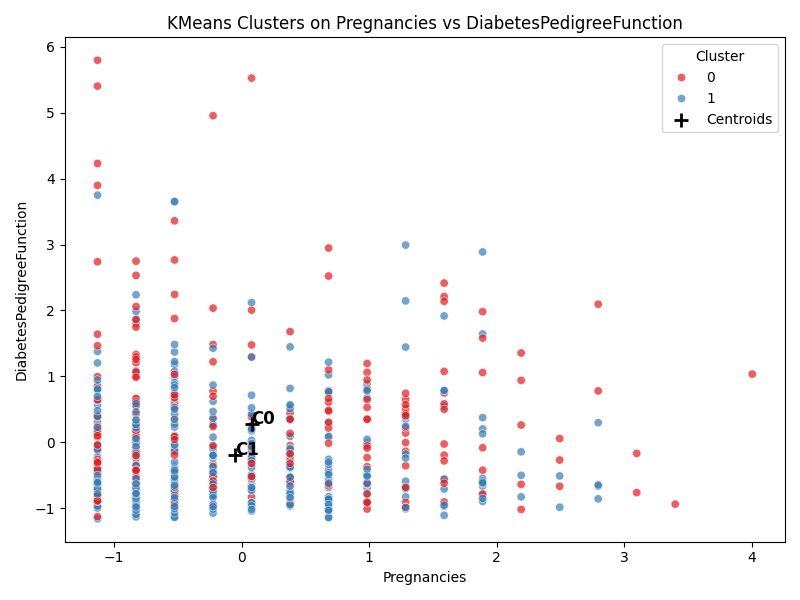 KMeans Clusters on Pregnancies vs DiabetesPedigreeFunction
Cluster
0
1
Centroids
6
5
4
3
2
1
0
−1
DiabetesPedigreeFunction
C0
C1
−1
0
1
2
3
4
Pregnancies